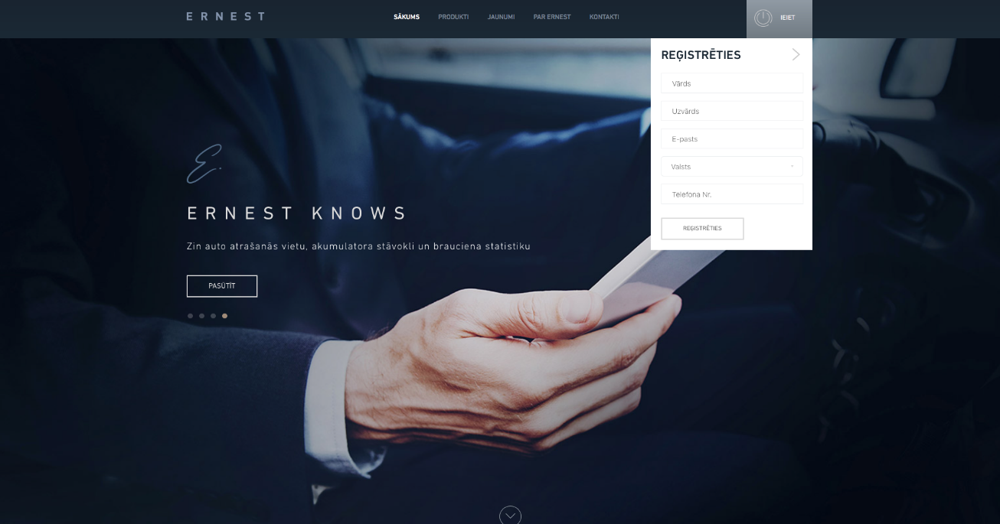 ERNEST
SĀKUMS PRODUKTI JAUNUMI PAR ERNEST KONTAKTI
IEIET
REĢISTRĒTIES
Vārds
Uzvārds
E-pasts
Valsts
Telefona Nr.
REĢISTRĒTIES
E.
ERNEST KNOWS
Zin auto atrašanās vietu, akumulatora stāvokli un brauciena statistiku
PASŪTĪT